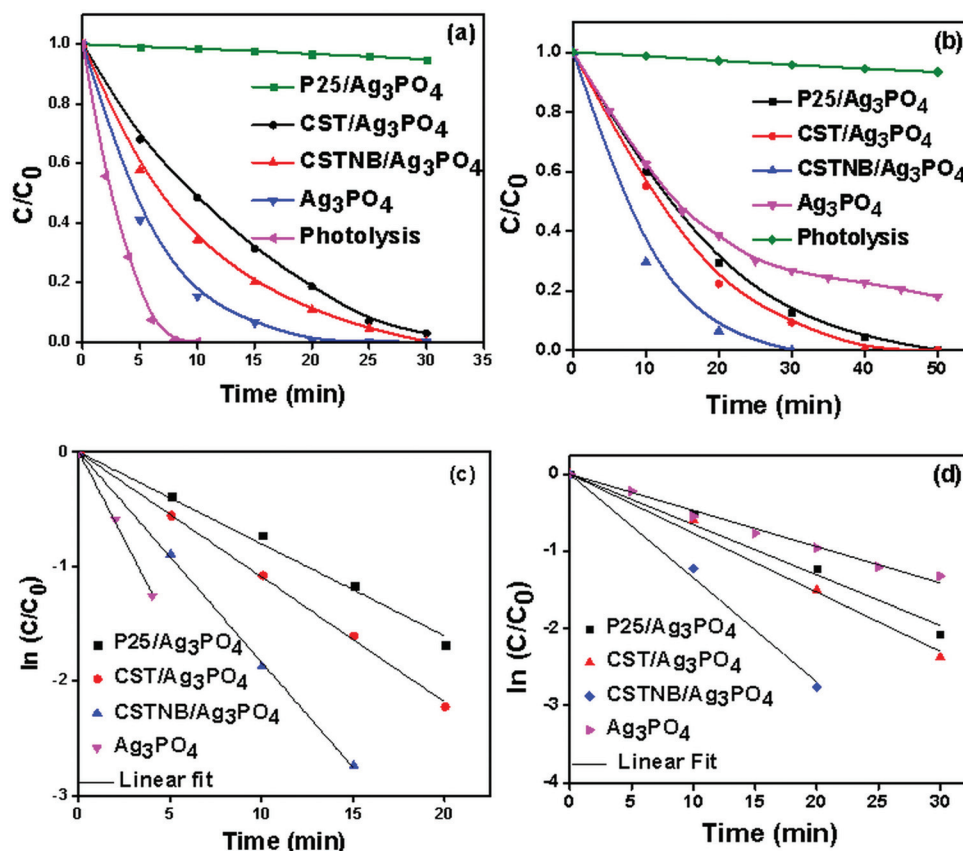 (a)
1.0
0.8
0.6
0.4
0.2
0.0
C/C0
P25/Ag3PO4
CST/Ag3PO4
CSTNB/Ag3PO4
Ag3PO4
Photolysis
0 5 10 15 20 25 30 35
Time (min)
(b)
1.0
0.8
0.6
0.4
0.2
0.0
C/C0
P25/Ag3PO4
CST/Ag3PO4
CSTNB/Ag3PO4
Ag3PO4
Photolysis
0 10 20 30 40 50
Time (min)
(c)
0
-1
-2
-3
ln (C/C0)
P25/Ag3PO4
CST/Ag3PO4
CSTNB/Ag3PO4
Ag3PO4
Linear fit
0 5 10 15 20
Time (min)
(d)
0
-1
-2
-3
-4
ln (C/C0)
P25/Ag3PO4
CST/Ag3PO4
CSTNB/Ag3PO4
Ag3PO4
Linear Fit
0 5 10 15 20 25 30
Time (min)